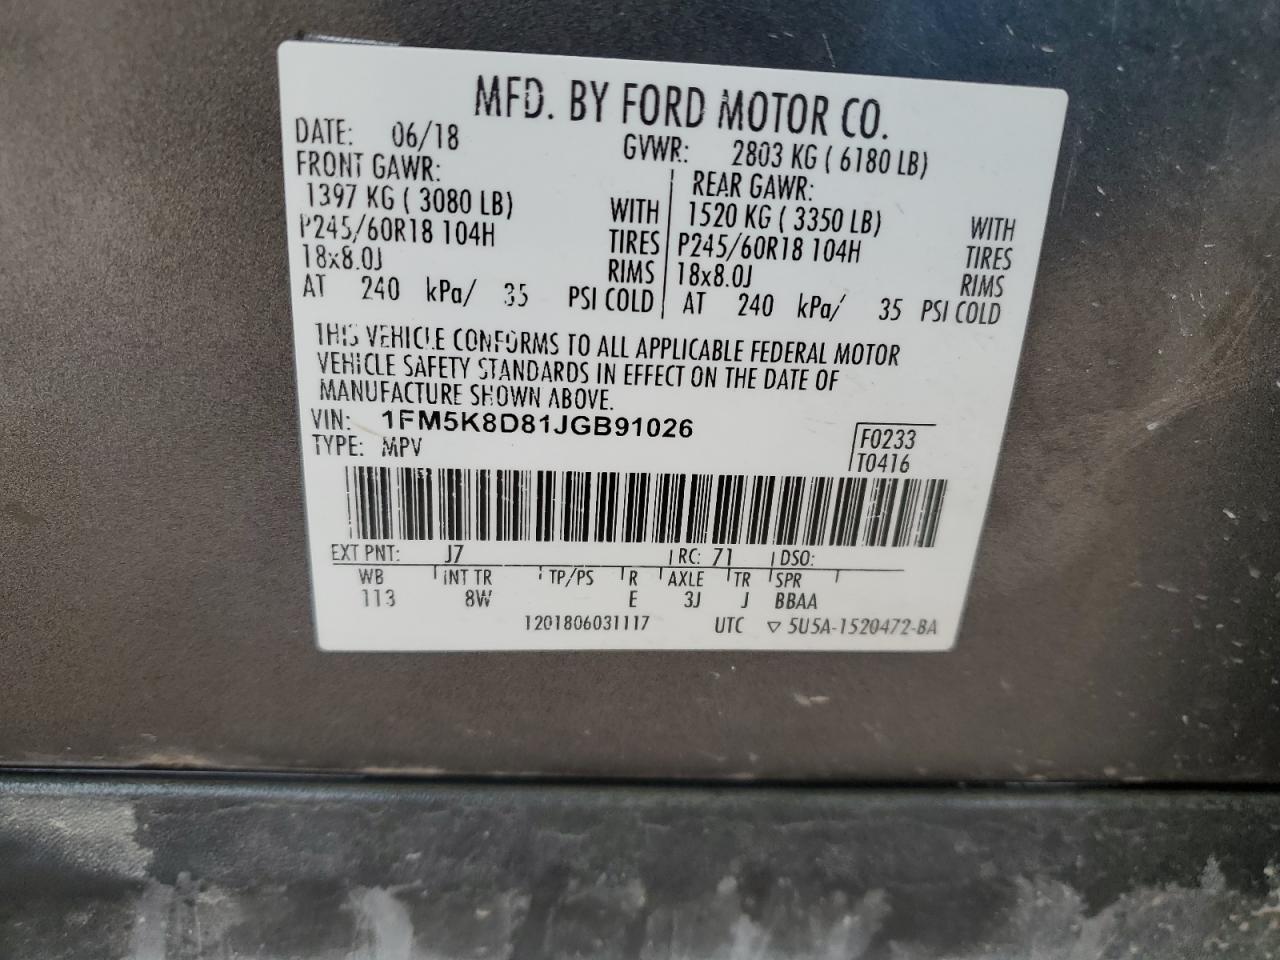 MFD. BY FORD MOTOR CO.
DATE: 06/18 GVWR: 2803 KG ( 6180 LB)
FRONT GAWR: REAR GAWR:
1397 KG ( 3080 LB) WITH 1520 KG ( 3350 LB) WITH
P245/60R18 104H TIRES P245/60R18 104H TIRES
18x8.0J RIMS 18x8.0J RIMS
AT 240 kPa/ 35 PSI COLD AT 240 kPa/ 35 PSI COLD
THIS VEHICLE CONFORMS TO ALL APPLICABLE FEDERAL MOTOR
VEHICLE SAFETY STANDARDS IN EFFECT ON THE DATE OF
MANUFACTURE SHOWN ABOVE.
VIN: 1FM5K8D81JGB91026
TYPE: MPV
F0233
T0416
EXT PNT: J7 RC: 71 DSO:
WB INT TR TP/PS R AXLE TR SPR
113 8W E 3J J BBAA
1201806031117 UTC ▽ 5U5A-1520472-BA